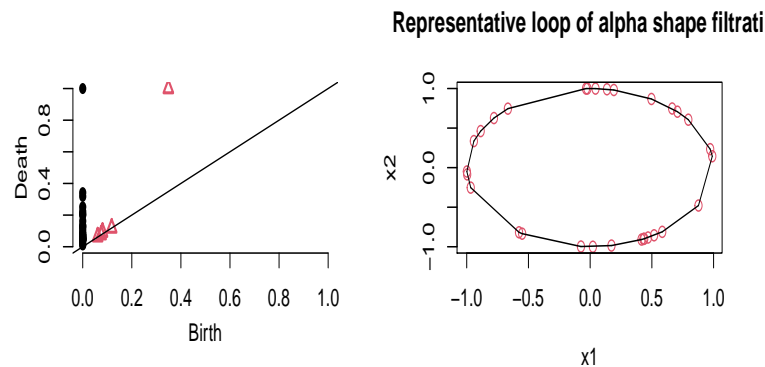 Representative loop of alpha shape filtrati
Death
0.0 0.4 0.8
0.0 0.2 0.4 0.6 0.8 1.0
Birth
x2
−1.0 0.0 1.0
−1.0 −0.5 0.0 0.5 1.0
x1